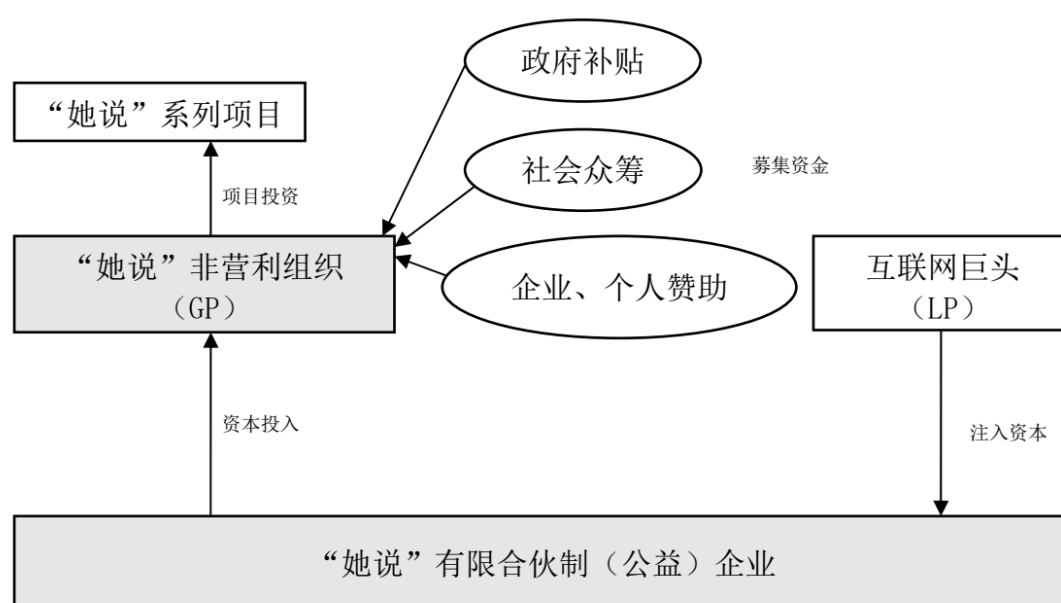 政府补贴
“她说”系列项目
社会众筹
募集资金
项目投资
“她说”非营利组织
（GP）
企业、个人赞助
互联网巨头
（LP）
资本投入
注入资本
“她说”有限合伙制（公益）企业